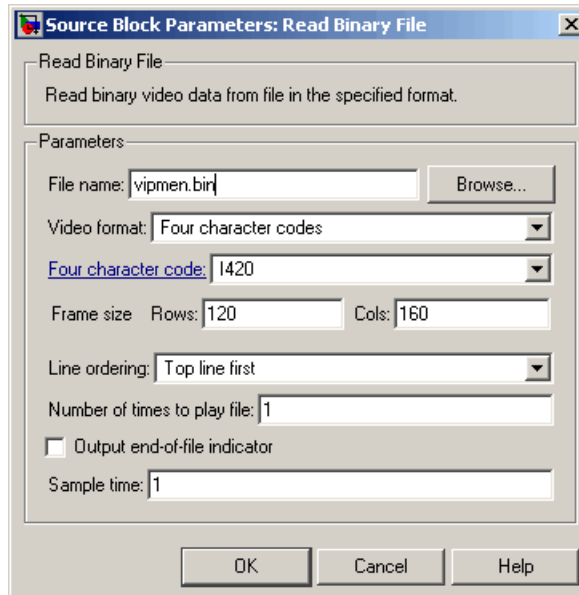 Source Block Parameters: Read Binary File
Read Binary File
Read binary video data from file in the specified format.
Parameters
File name: vipmen.bin Browse...
Video format: Four character codes
Four character code: I420
Frame size Rows: 120 Cols: 160
Line ordering: Top line first
Number of times to play file: 1
Output end-of-file indicator
Sample time: 1
OK Cancel Help